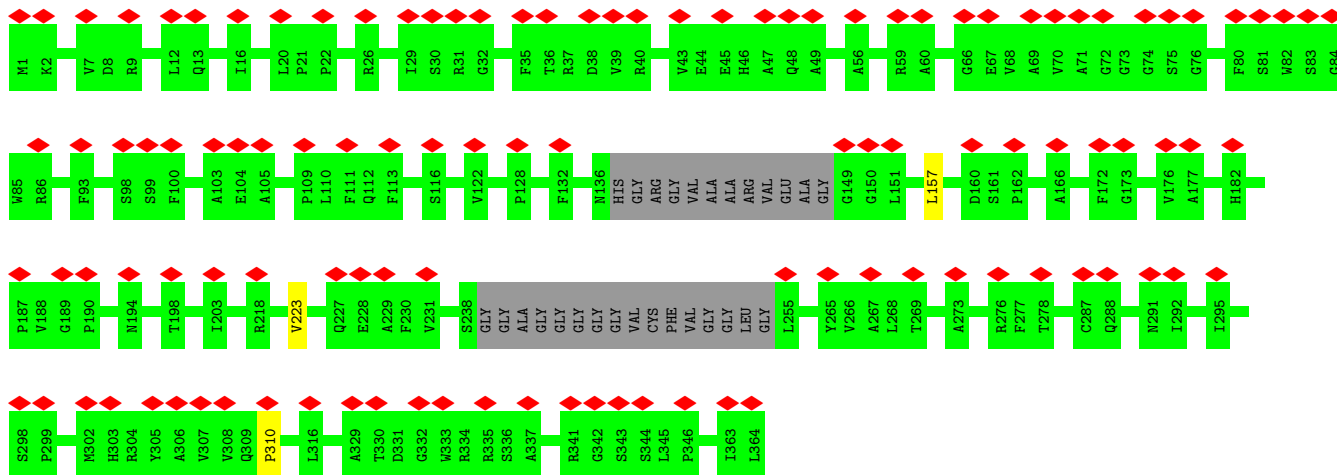 M1 K2 V7 D8 R9 L12 Q13 I16 L20 P21 P22 R26 I29 S30 R31 G32 F35 T36 R37 D38 V39 R40 V43 E44 E45 H46 A47 Q48 A49 A56 R59 A60 G66 E67 V68 A69 V70 A71 G72 G73 G74 S75 G76 F80 S81 W82 S83 G84
W85 R86 F93 S98 S99 F100 A103 E104 A105 P109 L110 F111 Q112 F113 S116 V122 P128 F132 N136 HIS GLY ARG GLY VAL ALA ALA ARG VAL GLU ALA GLY G149 G150 L151 L157 D160 S161 P162 A166 F172 G173 V176 A177 H182
P187 V188 G189 P190 N194 T198 I203 R218 V223 Q227 E228 A229 F230 V231 S238 GLY GLY ALA GLY GLY GLY GLY VAL CYS PHE VAL GLY GLY LEU GLY L255 Y265 V266 A267 L268 T269 A273 R276 F277 T278 C287 Q288 N291 I292 I295
S298 P299 M302 H303 R304 Y305 A306 V307 V308 Q309 P310 L316 A329 T330 D331 G332 W333 R334 R335 S336 A337 R341 G342 S343 S344 L345 P346 I363 L364